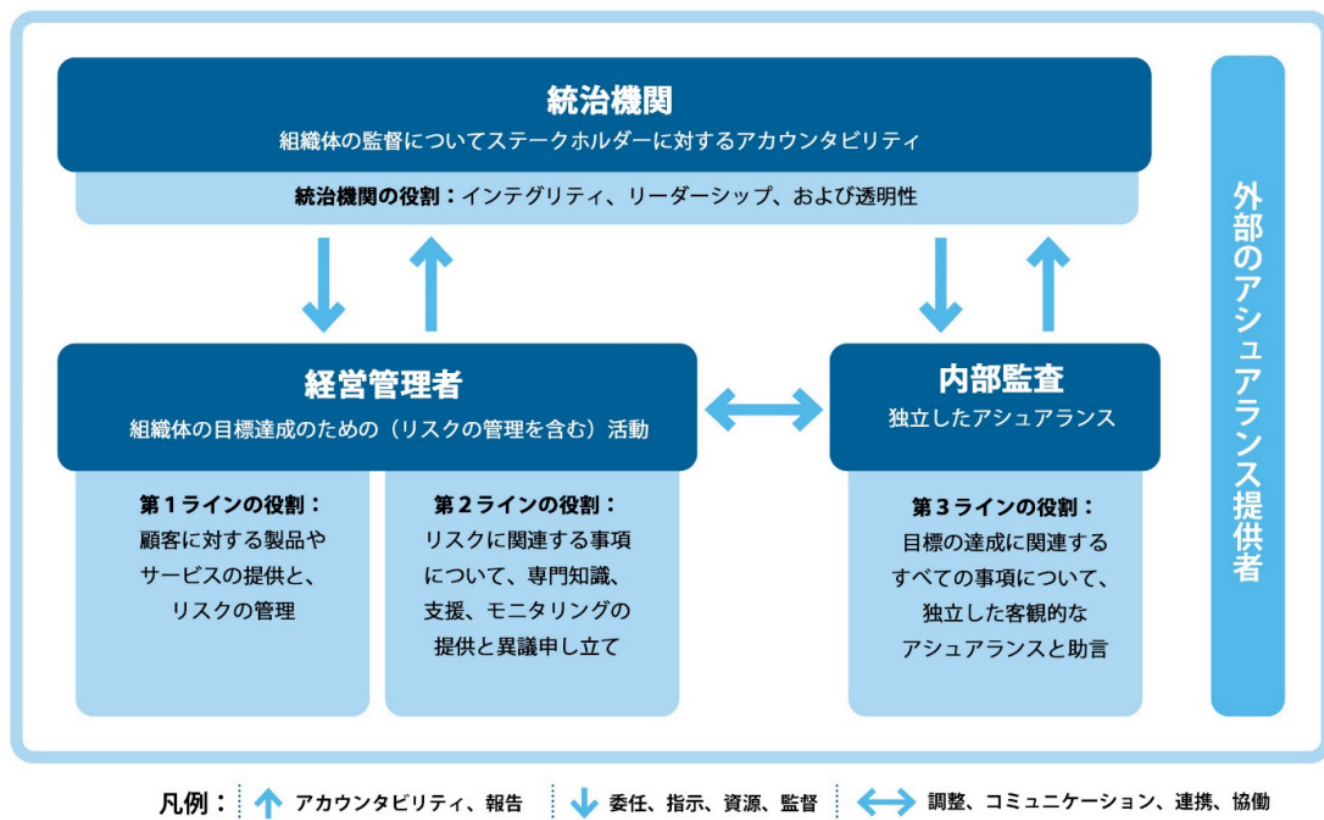 統治機関
組織体の監督についてステークホルダーに対するアカウンタビリティ
統治機関の役割：インテグリティ、リーダーシップ、および透明性
経営管理者
組織体の目標達成のための（リスクの管理を含む）活動
第１ラインの役割：
顧客に対する製品や
サービスの提供と、
リスクの管理
第２ラインの役割：
リスクに関連する事項
について、専門知識、
支援、モニタリングの
提供と異議申し立て
内部監査
独立したアシュアランス
第３ラインの役割：
目標の達成に関連する
すべての事項について、
独立した客観的な
アシュアランスと助言
外部のアシュアランス提供者
凡例： アカウンタビリティ、報告 委任、指示、資源、監督 調整、コミュニケーション、連携、協働